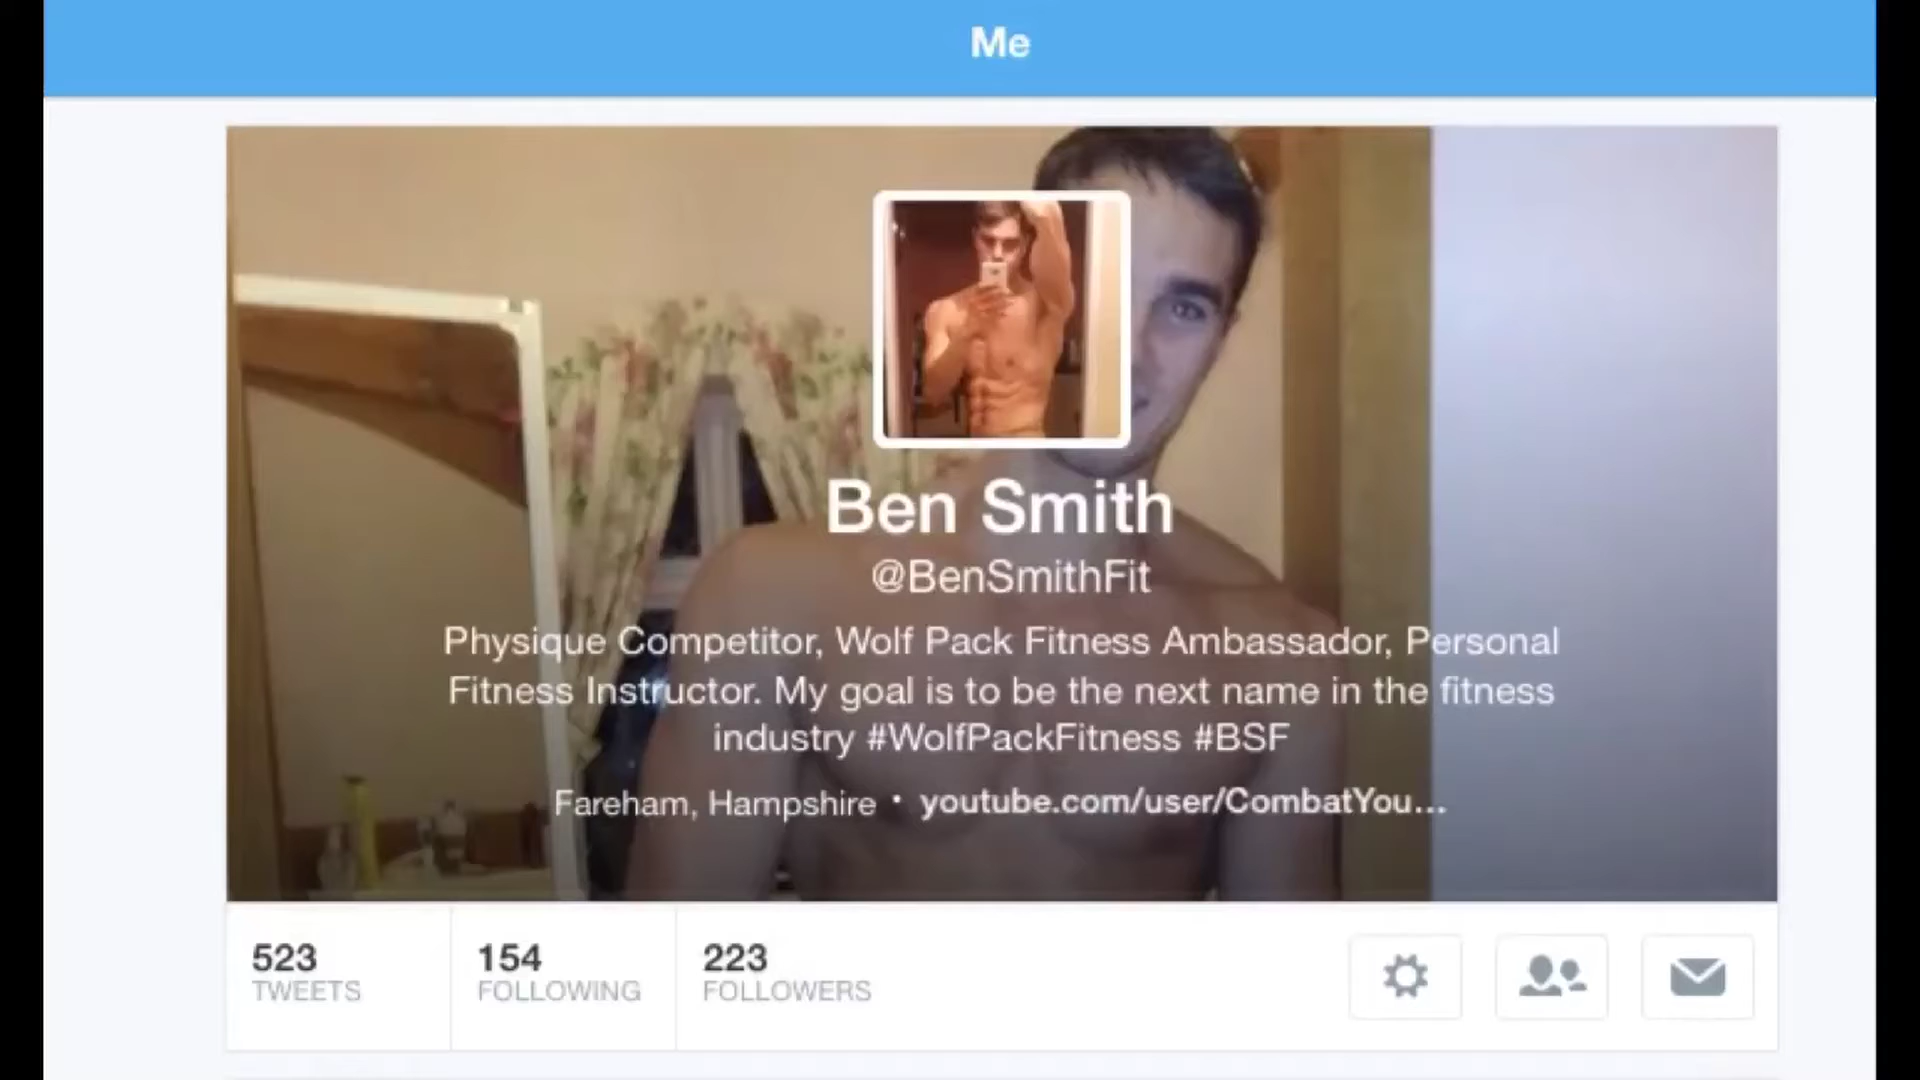 Me
Ben Smith
@BenSmithFit
Physique Competitor, Wolf Pack Fitness Ambassador, Personal
Fitness Instructor. My goal is to be the next name in the fitness
industry #WolfPackFitness #BSF
Fareham, Hampshire • youtube.com/user/CombatYou...
523 154 223
TWEETS FOLLOWING FOLLOWERS